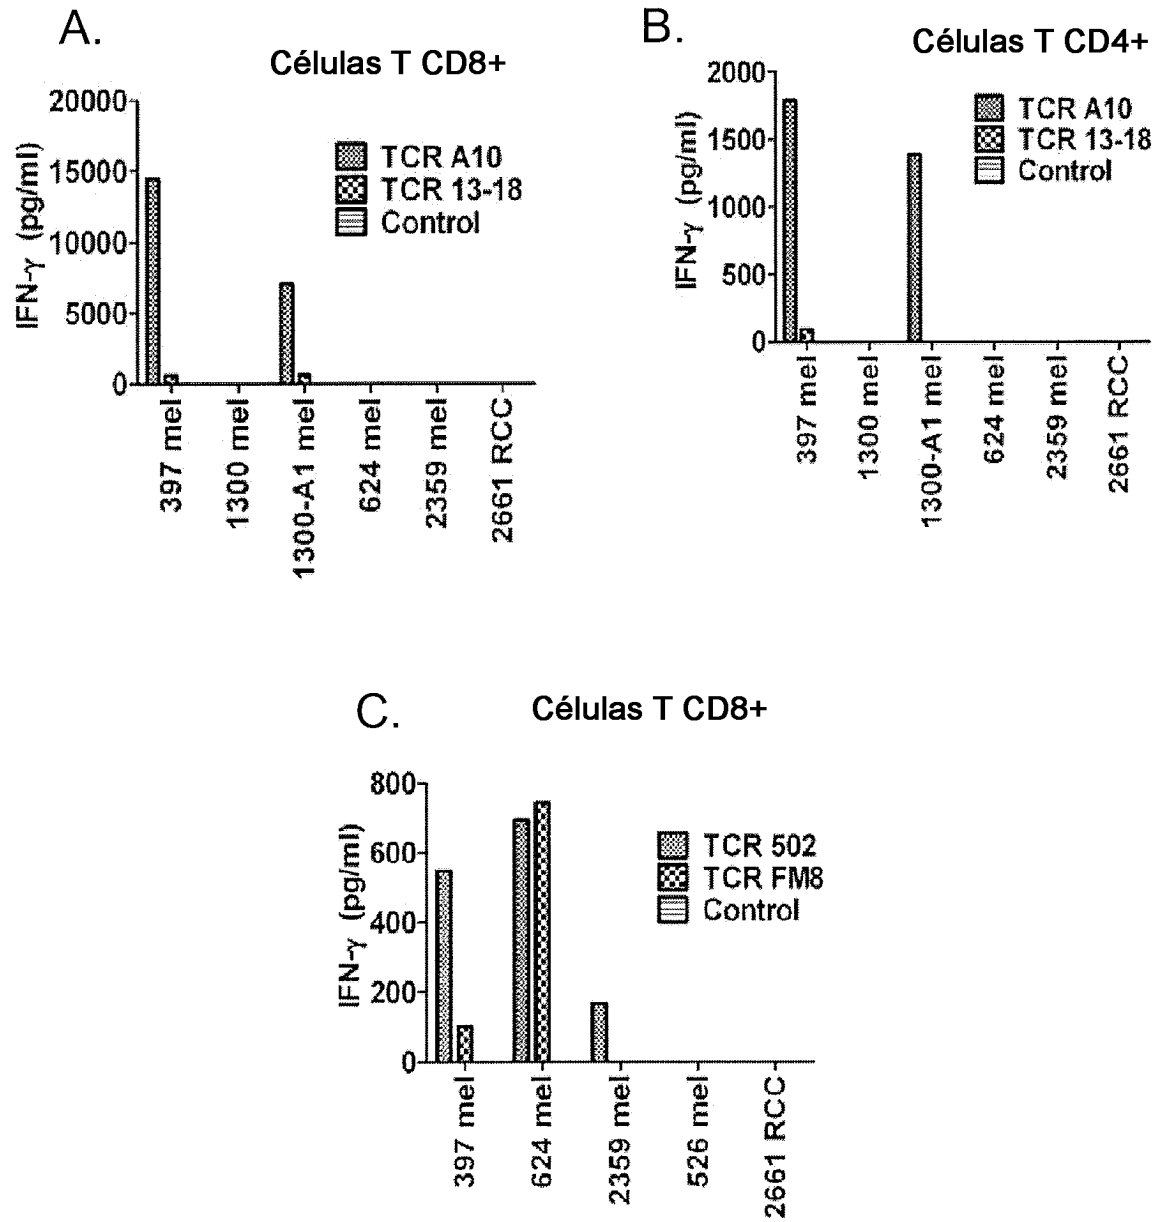 A.
Células T CD8+
20000
15000
10000
5000
0
IFN-γ (pg/ml)
TCR A10
TCR 13-18
Control
397 mel
1300 mel
1300-A1 mel
624 mel
2359 mel
2661 RCC
B.
Células T CD4+
2000
1500
1000
500
0
IFN-γ (pg/ml)
TCR A10
TCR 13-18
Control
397 mel
1300 mel
1300-A1 mel
624 mel
2359 mel
2661 RCC
C.
Células T CD8+
800
600
400
200
0
IFN-γ (pg/ml)
TCR 502
TCR FM8
Control
397 mel
624 mel
2359 mel
526 mel
2661 RCC